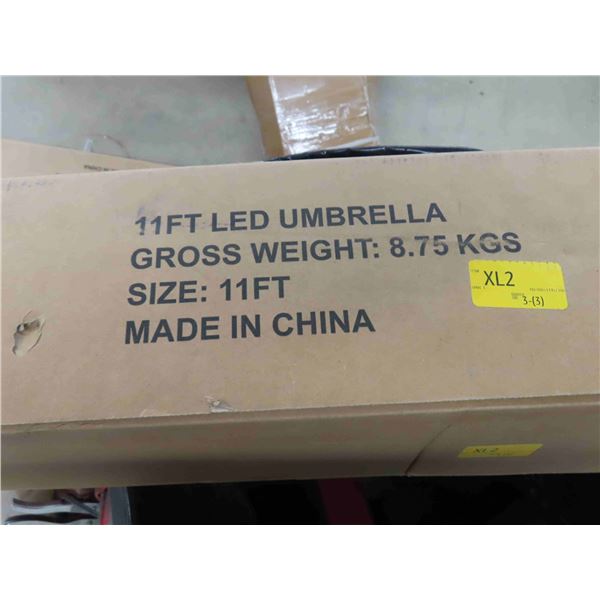 11FT LED UMBRELLA
GROSS WEIGHT: 8.75 KGS
SIZE: 11FT
MADE IN CHINA
XL2
3-(3)
XL2